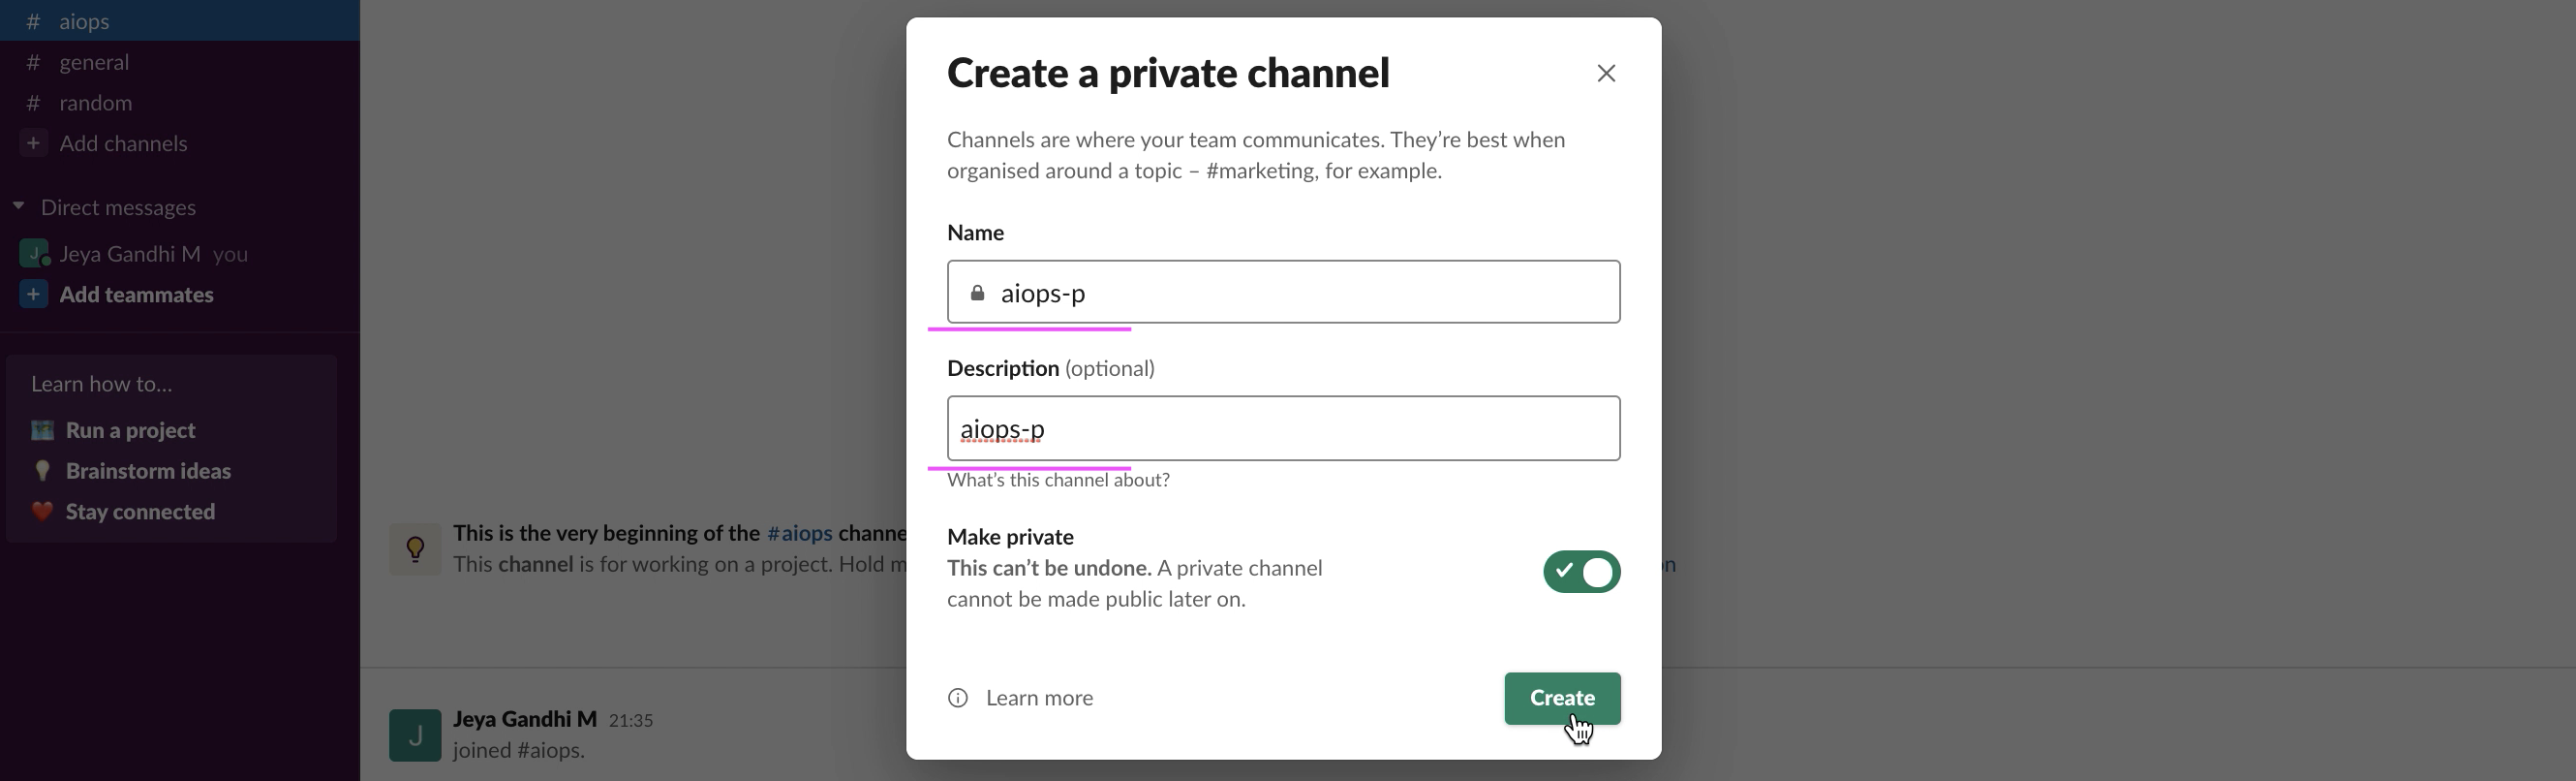 # aiops
# general
# random
+ Add channels
Direct messages
J Jeya Gandhi M you
+ Add teammates
Learn how to...
Run a project
Brainstorm ideas
Stay connected
This is the very beginning of the #aiops channe
This channel is for working on a project. Hold m
on
J Jeya Gandhi M 21:35
joined #aiops.
Create a private channel
Channels are where your team communicates. They’re best when
organised around a topic – #marketing, for example.
Name
aiops-p
Description (optional)
aiops-p
What’s this channel about?
Make private
This can’t be undone. A private channel
cannot be made public later on.
Learn more
Create